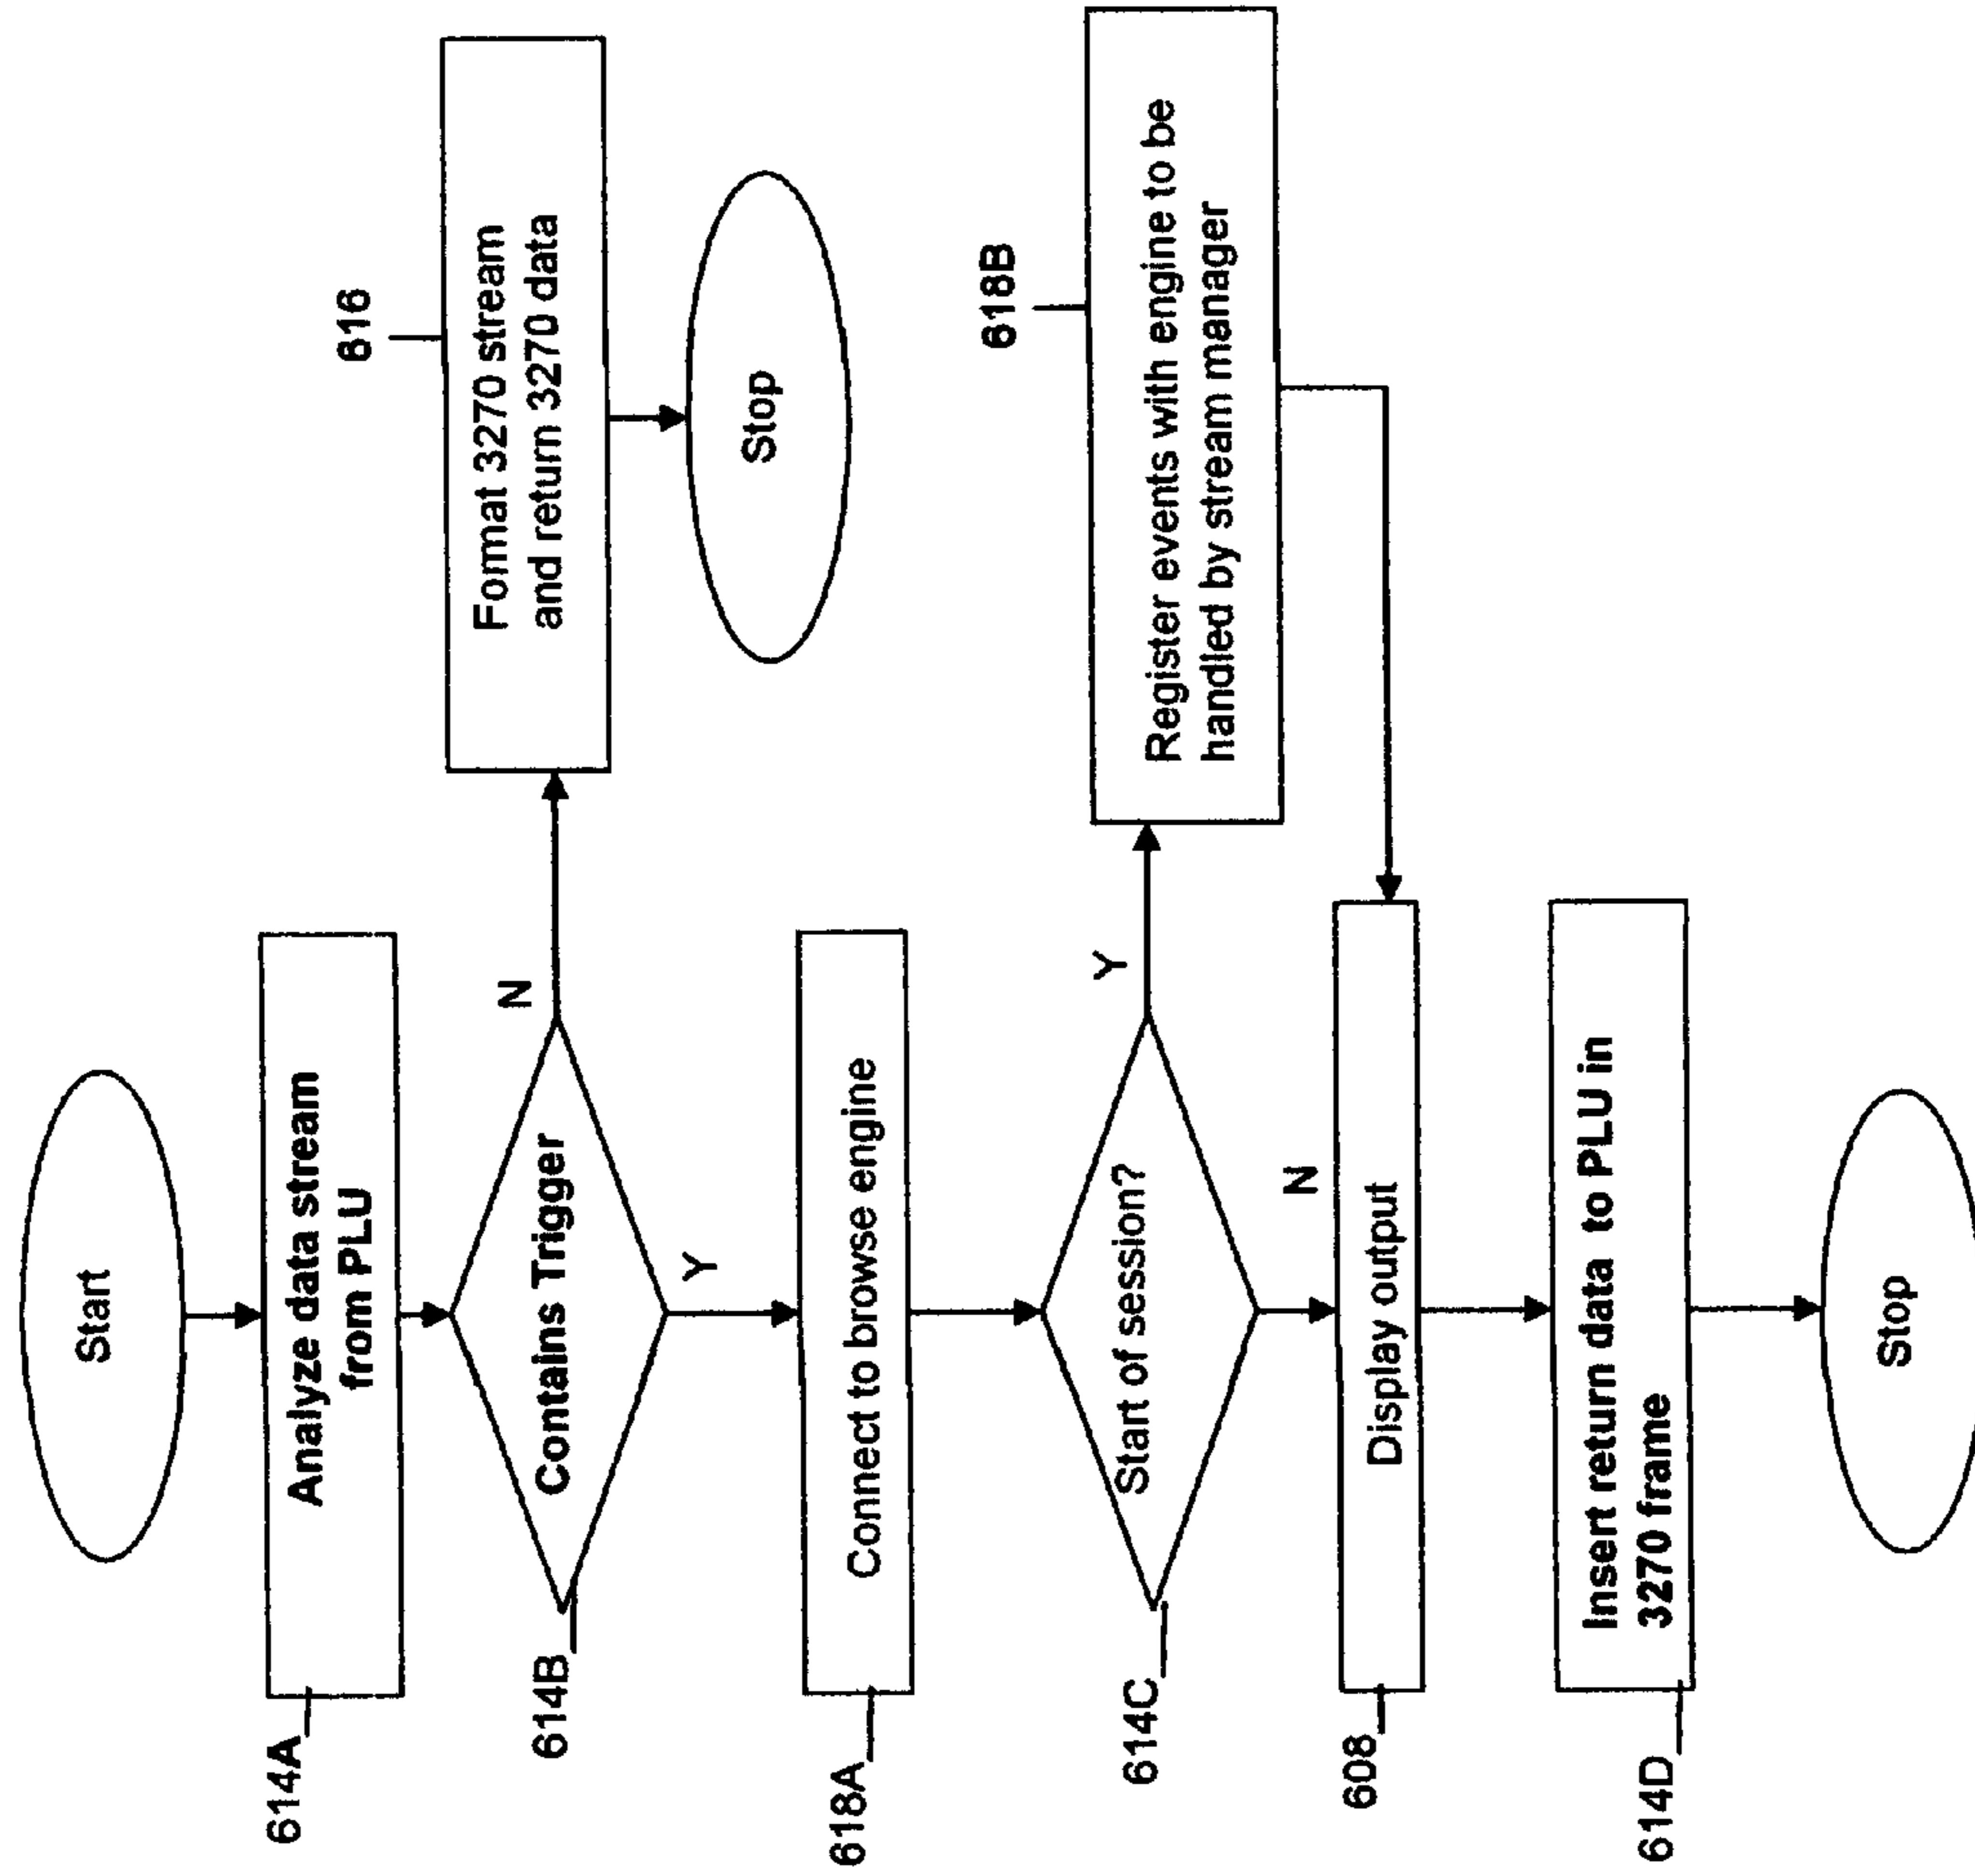 Start
614A
Analyze data stream
from PLU
614B
Contains Trigger
N
616
Format 3270 stream
and return 3270 data
Stop
Y
618A
Connect to browse engine
614C
Start of session?
Y
618B
Register events with engine to be
handled by stream manager
N
608
Display output
614D
Insert return data to PLU in
3270 frame
Stop